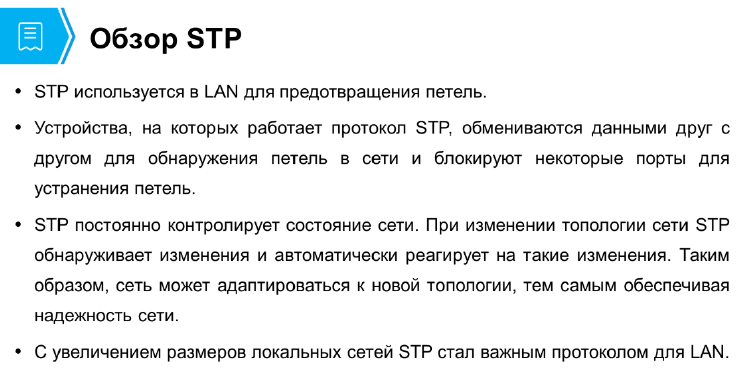 Обзор STP
• STP используется в LAN для предотвращения петель.
• Устройства, на которых работает протокол STP, обмениваются данными друг с
другом для обнаружения петель в сети и блокируют некоторые порты для
устранения петель.
• STP постоянно контролирует состояние сети. При изменении топологии сети STP
обнаруживает изменения и автоматически реагирует на такие изменения. Таким
образом, сеть может адаптироваться к новой топологии, тем самым обеспечивая
надежность сети.
• С увеличением размеров локальных сетей STP стал важным протоколом для LAN.